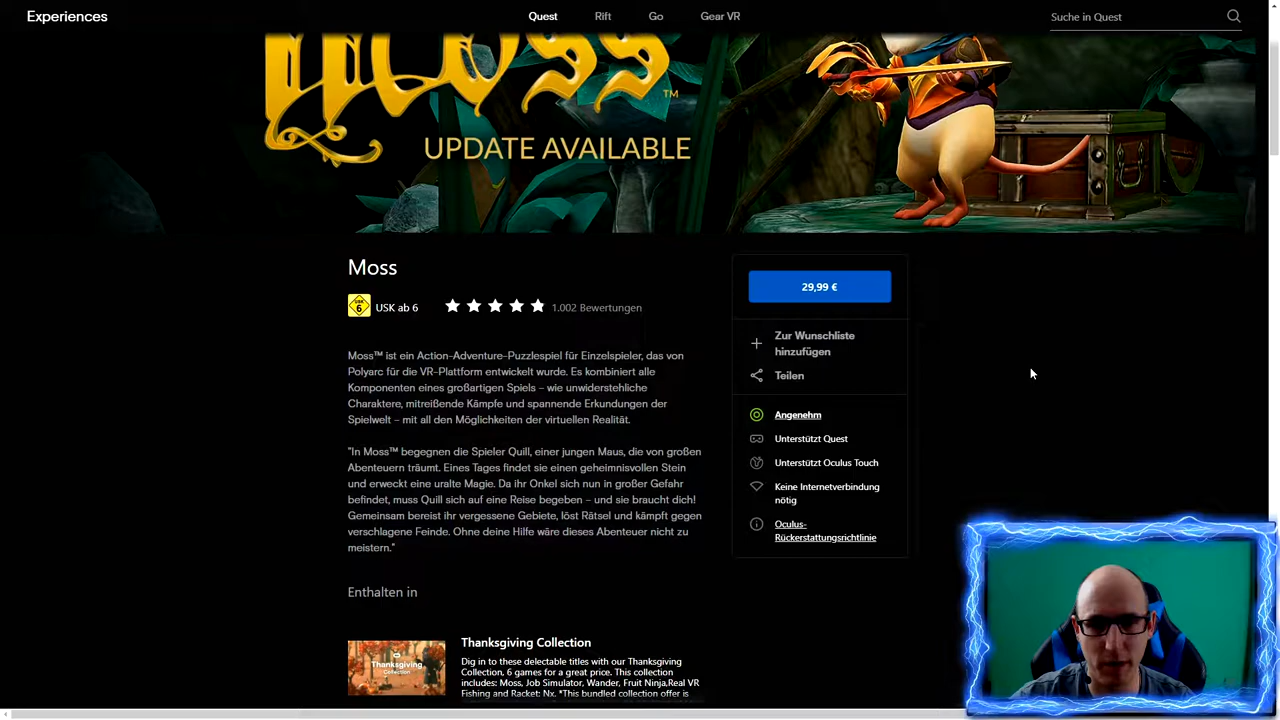 Experiences
Quest Rift Go Gear VR
Suche in Quest
Moss™
UPDATE AVAILABLE
Moss
USK 6
USK ab 6
1.002 Bewertungen
Moss™ ist ein Action-Adventure-Puzzlespiel für Einzelspieler, das von
Polyarc für die VR-Plattform entwickelt wurde. Es kombiniert alle
Komponenten eines großartigen Spiels – wie unwiderstehliche
Charaktere, mitreißende Kämpfe und spannende Erkundungen der
Spielwelt – mit all den Möglichkeiten der virtuellen Realität.
"In Moss™ begegnen die Spieler Quill, einer jungen Maus, die von großen
Abenteuern träumt. Eines Tages findet sie einen geheimnisvollen Stein
und erweckt eine uralte Magie. Da ihr Onkel sich nun in großer Gefahr
befindet, muss Quill sich auf eine Reise begeben – und sie braucht dich!
Gemeinsam bereist ihr vergessene Gebiete, löst Rätsel und kämpft gegen
verschlagene Feinde. Ohne deine Hilfe wäre dieses Abenteuer nicht zu
meistern."
29,99 €
Zur Wunschliste
hinzufügen
Teilen
Angenehm
Unterstützt Quest
Unterstützt Oculus Touch
Keine Internetverbindung
nötig
Oculus-
Rückerstattungsrichtlinie
Enthalten in
Thanksgiving
Collection
Thanksgiving Collection
Dig in to these delectable titles with our Thanksgiving
Collection, 6 games for a great price. This collection
includes: Moss, Job Simulator, Wander, Fruit Ninja,Real VR
Fishing and Racket: Nx. *This bundled collection offer is